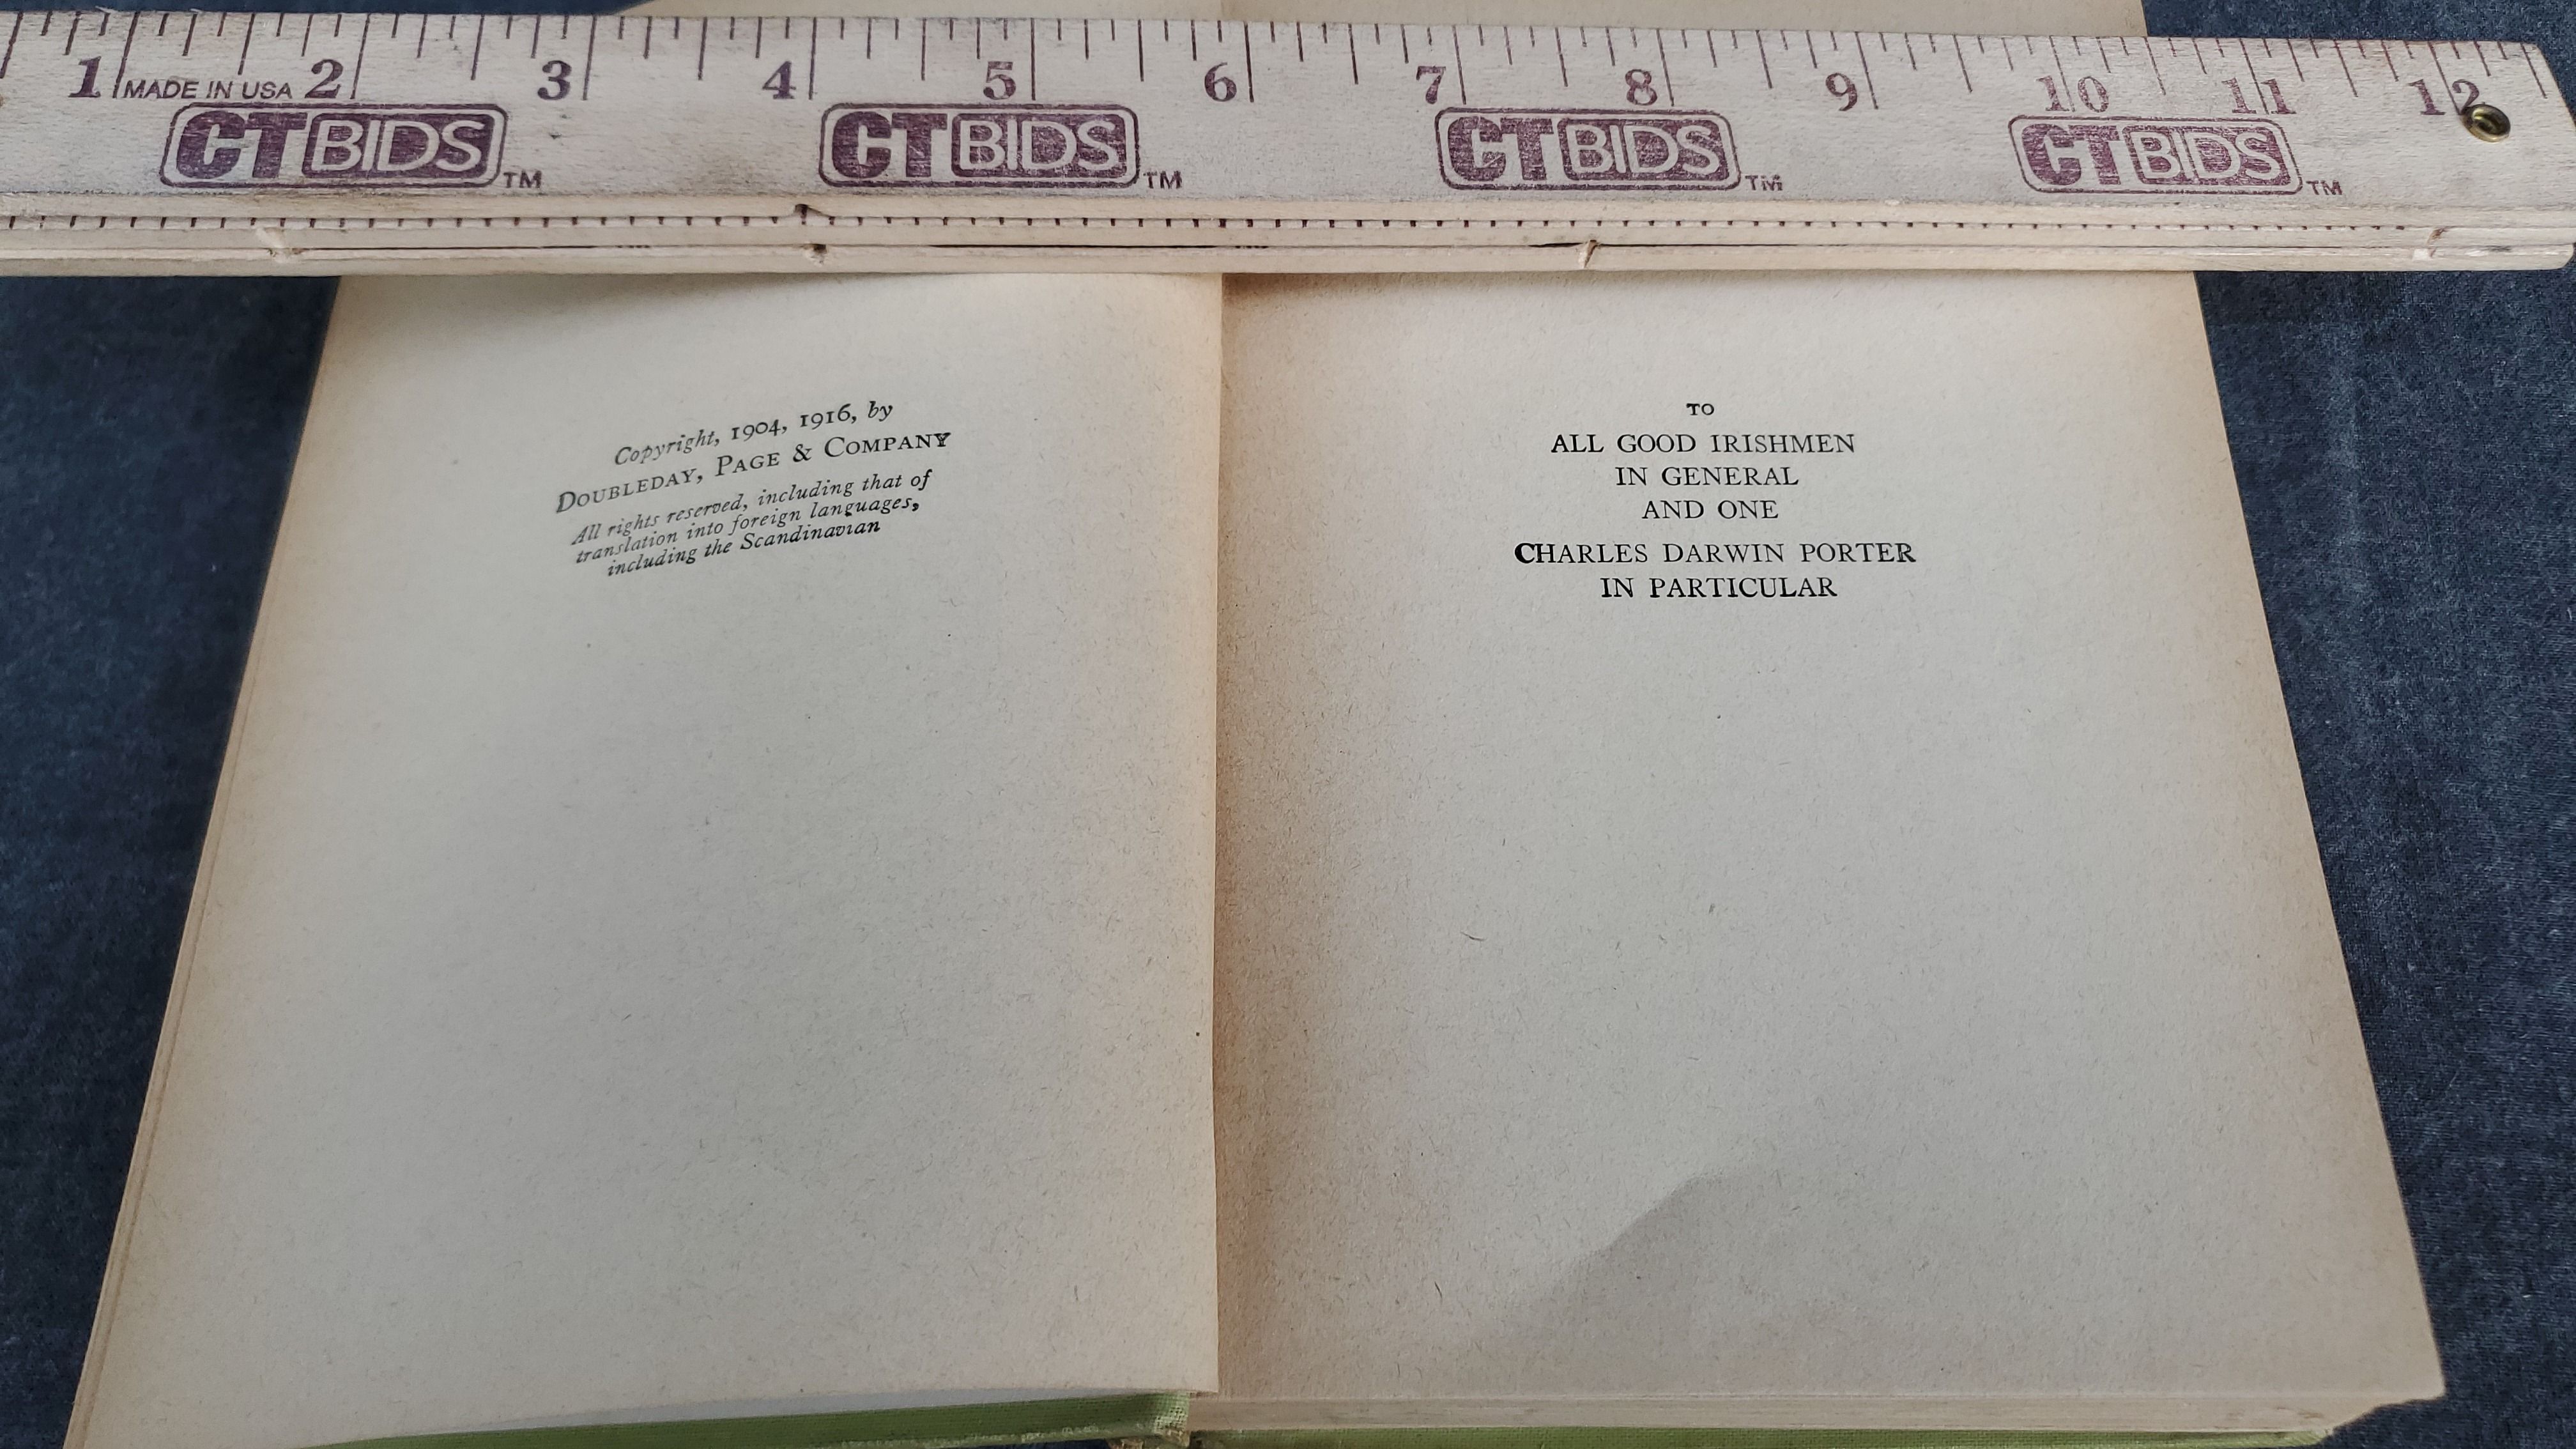 1 2 3 4 5 6 7 8 9 10 11 12
MADE IN USA
CTBIDS™ CTBIDS™ CTBIDS™ CTBIDS™
Copyright, 1904, 1916, by
DOUBLEDAY, PAGE & COMPANY
All rights reserved, including that of
translation into foreign languages,
including the Scandinavian
TO
ALL GOOD IRISHMEN
IN GENERAL
AND ONE
CHARLES DARWIN PORTER
IN PARTICULAR